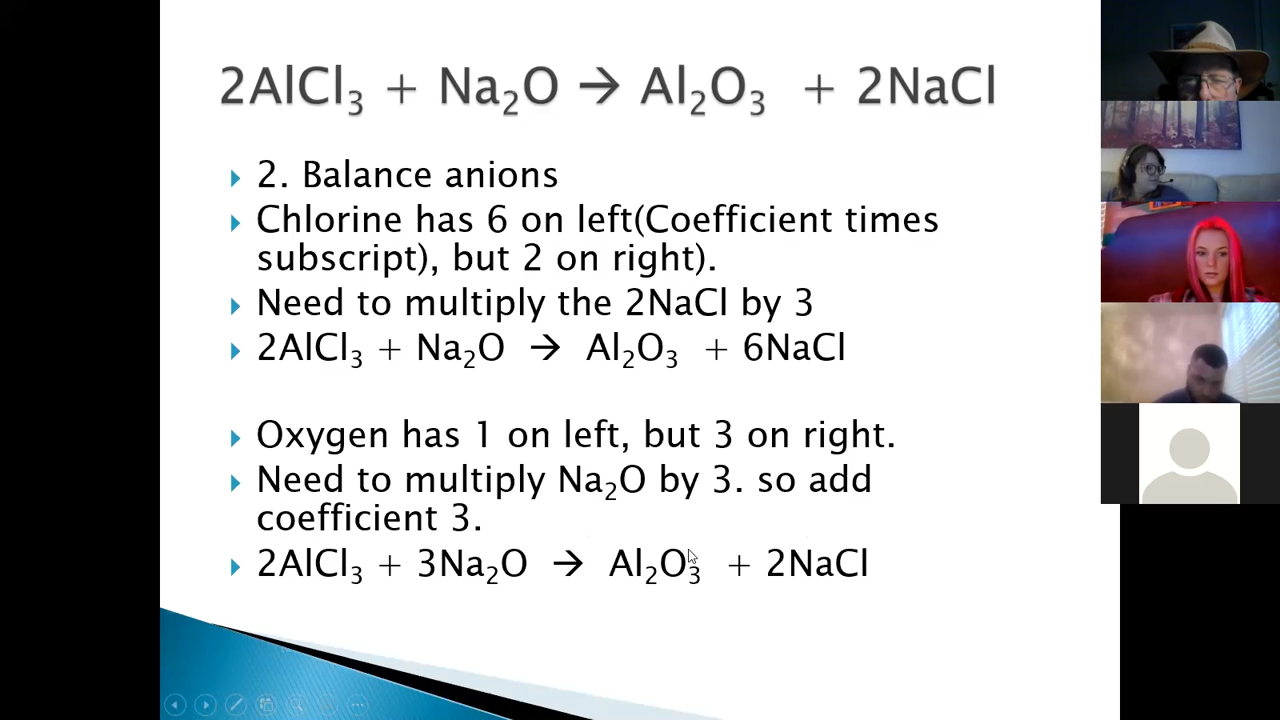 2AlCl₃ + Na₂O → Al₂O₃ + 2NaCl
2. Balance anions
Chlorine has 6 on left(Coefficient times
subscript), but 2 on right).
Need to multiply the 2NaCl by 3
2AlCl₃ + Na₂O → Al₂O₃ + 6NaCl
Oxygen has 1 on left, but 3 on right.
Need to multiply Na₂O by 3. so add
coefficient 3.
2AlCl₃ + 3Na₂O → Al₂O₃ + 2NaCl